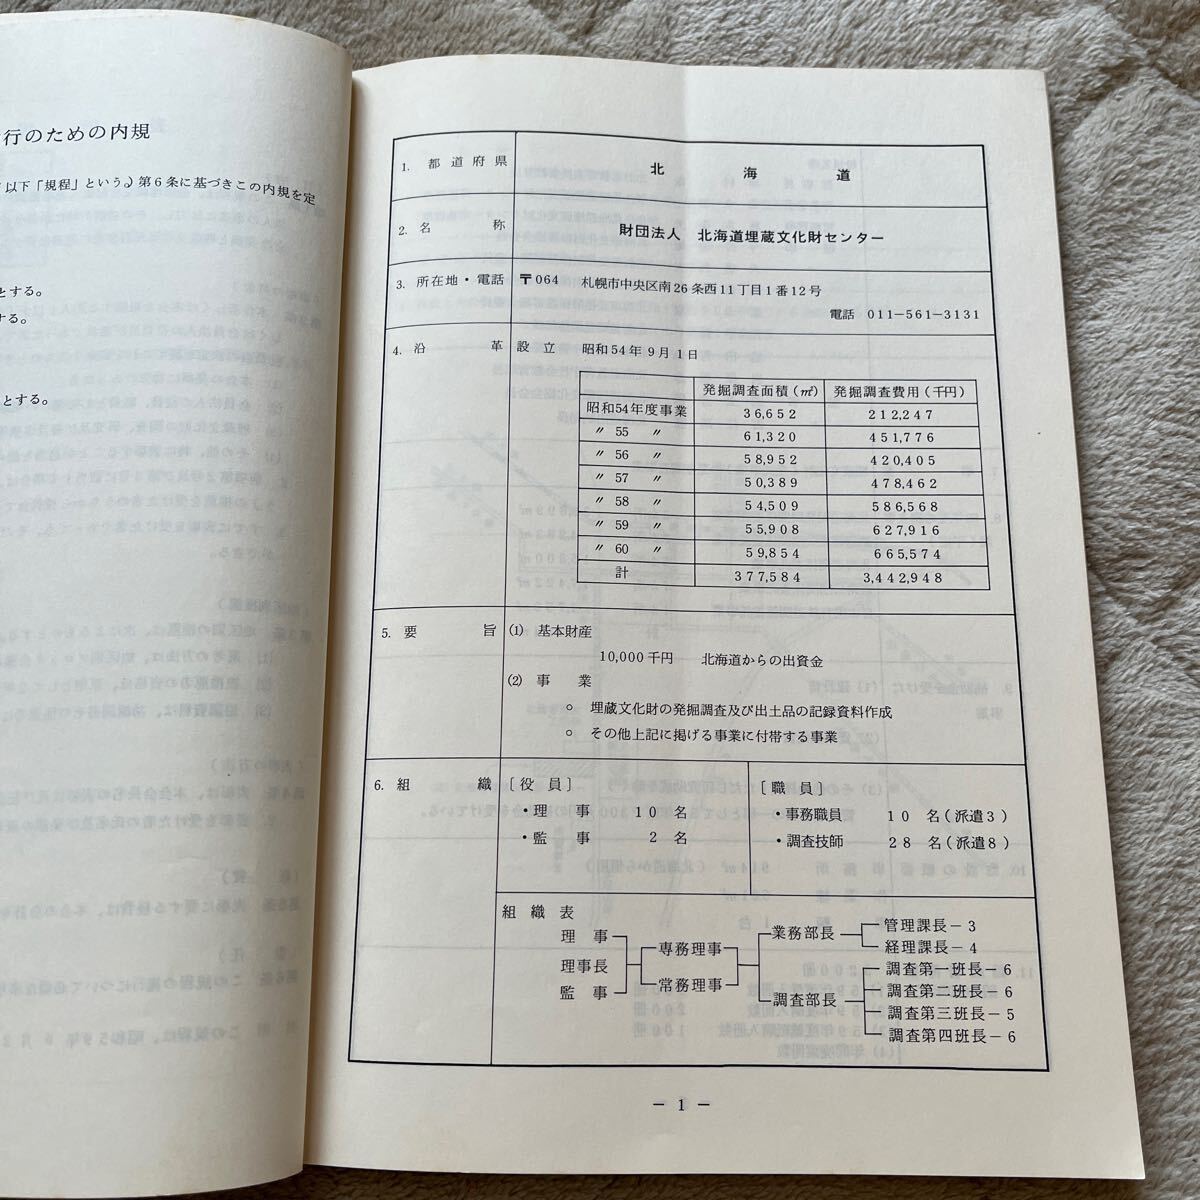 行のための内規
以下「規程」という。)第6条に基づきこの内規を定
とする。
する。
とする。
1. 都道府県 北海道
2. 名称 財団法人 北海道埋蔵文化財センター
3. 所在地・電話 〒064 札幌市中央区南26条西11丁目1番12号
電話 011-561-3131
4. 沿革 設立 昭和54年9月1日
発掘調査面積(㎡) 発掘調査費用(千円)
昭和54年度事業 36,652 212,247
〃 55 〃 61,320 451,776
〃 56 〃 58,952 420,405
〃 57 〃 50,389 478,462
〃 58 〃 54,509 586,568
〃 59 〃 55,908 627,916
〃 60 〃 59,854 665,574
計 377,584 3,442,948
5. 要旨 (1) 基本財産
10,000千円 北海道からの出資金
(2) 事業
○ 埋蔵文化財の発掘調査及び出土品の記録資料作成
○ その他上記に掲げる事業に付帯する事業
6. 組織 [役員] [職員]
・理事 10名 ・事務職員 10名(派遣3)
・監事 2名 ・調査技師 28名(派遣8)
組織表
理事
理事長
監事
専務理事
常務理事
業務部長
調査部長
管理課長-3
経理課長-4
調査第一班長-6
調査第二班長-6
調査第三班長-5
調査第四班長-6
- 1 -